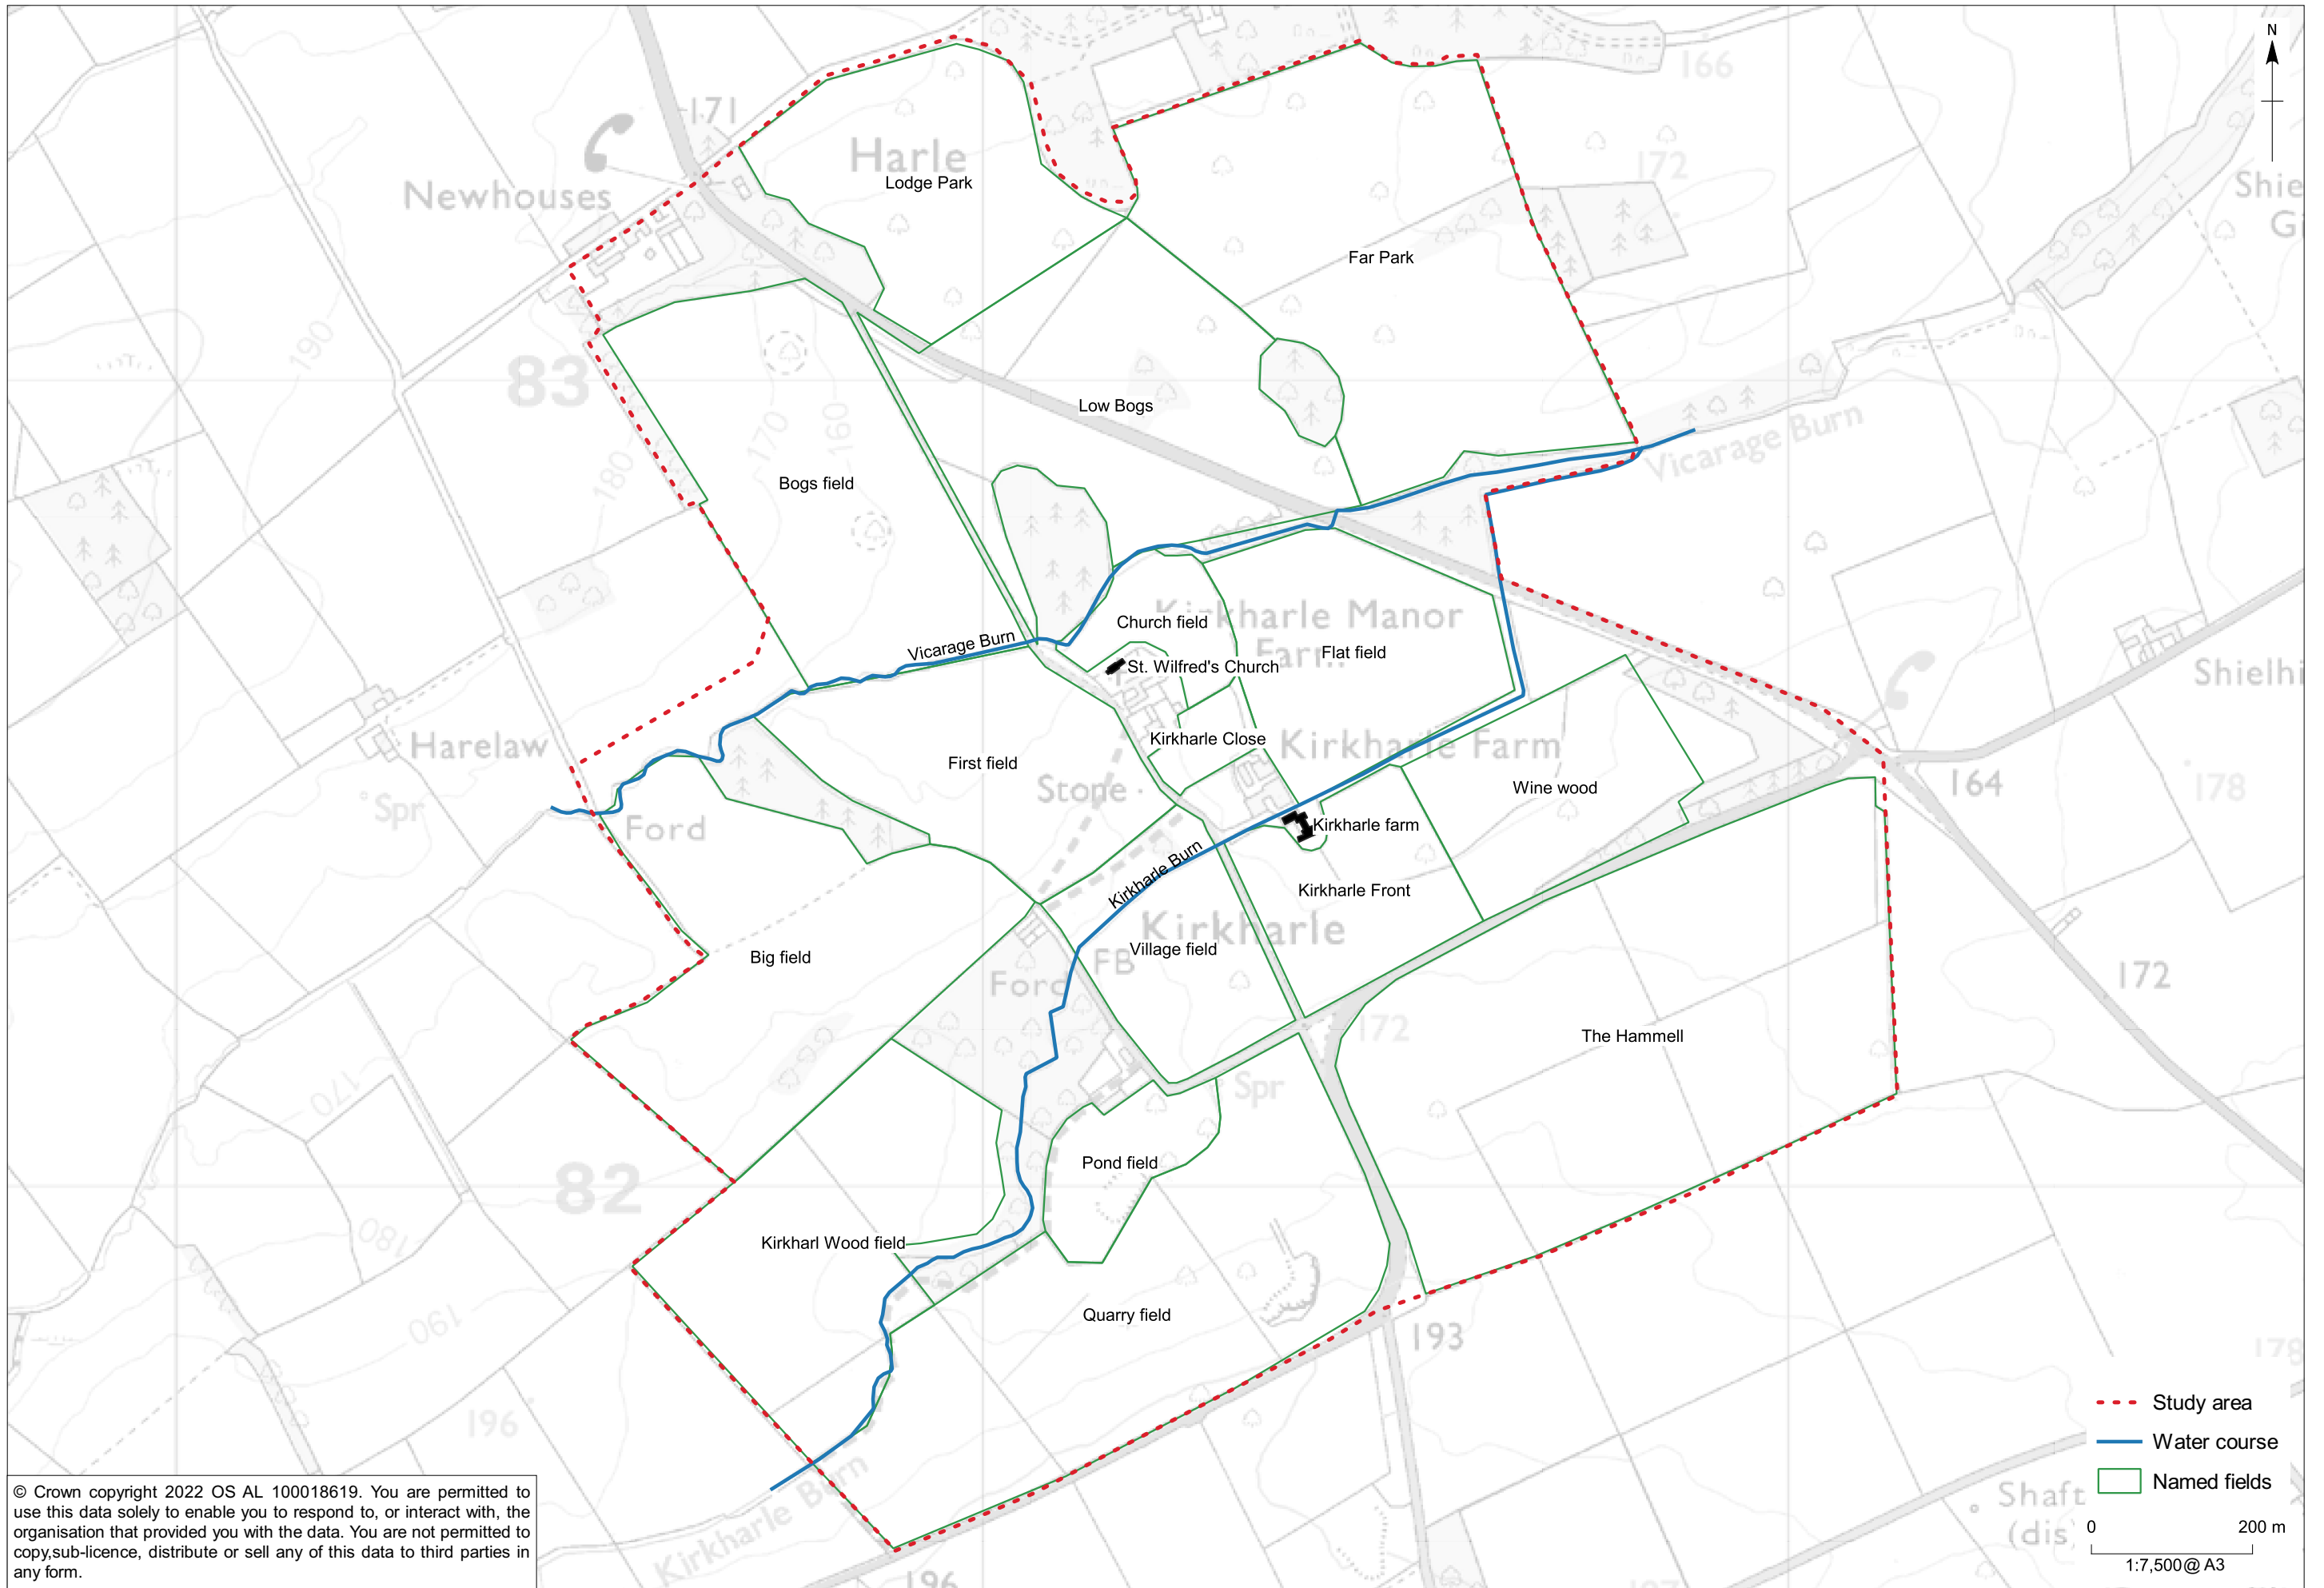 N
166
171
Harle
Lodge Park
172
Newhouses
Shie
Gi
Far Park
190
83
Low Bogs
170
160
180
Bogs field
Vicarage Burn
Kirkharle Manor
Farm
Church field
Flat field
Vicarage Burn
St. Wilfred's Church
Shielhi
Harelaw
Kirkharle Close
Kirkharle Farm
First field
Stone
164
178
Spr
Wine wood
Ford
Kirkharle farm
Kirkharle Burn
Kirkharle Front
Kirkharle
Village field
Big field
FB
Ford
172
172
The Hammell
170
Spr
82
Pond field
180
Kirkharl Wood field
190
Quarry field
193
178
196
Study area
Water course
Named fields
Shaft
(dis)
0 200 m
1:7,500@ A3
Kirkharle Burn
196
197
© Crown copyright 2022 OS AL 100018619. You are permitted to
use this data solely to enable you to respond to, or interact with, the
organisation that provided you with the data. You are not permitted to
copy,sub-licence, distribute or sell any of this data to third parties in
any form.